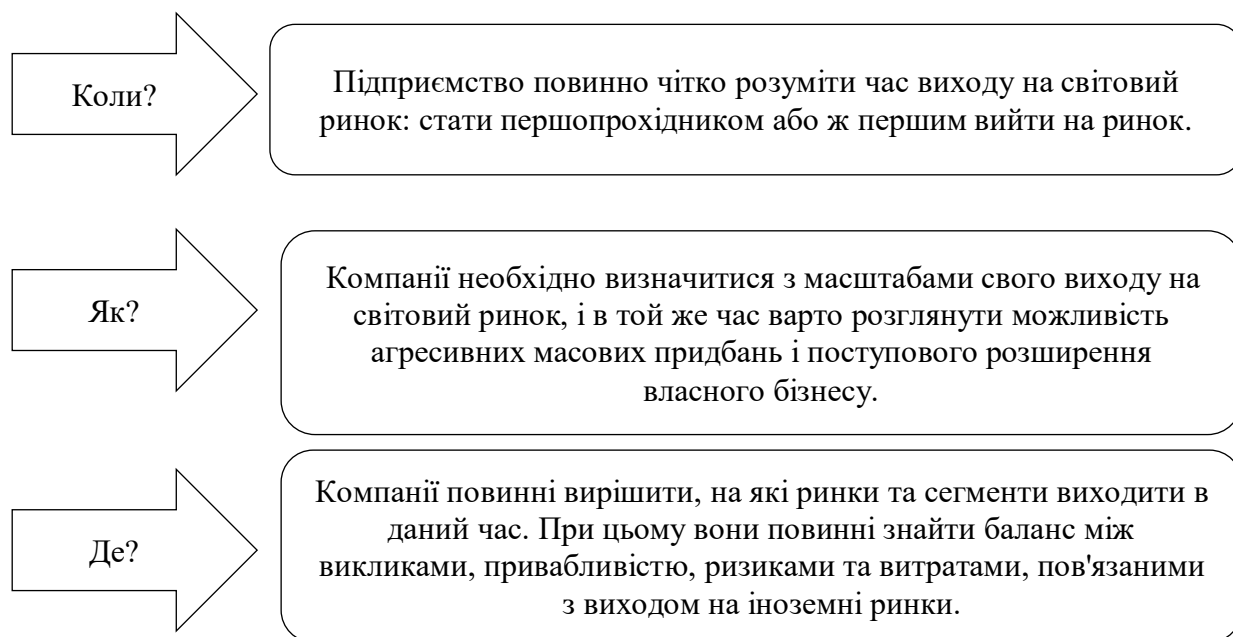 Коли?
Підприємство повинно чітко розуміти час виходу на світовий
ринок: стати першопрохідником або ж першим вийти на ринок.
Як?
Компанії необхідно визначитися з масштабами свого виходу на
світовий ринок, і в той же час варто розглянути можливість
агресивних масових придбань і поступового розширення
власного бізнесу.
Де?
Компанії повинні вирішити, на які ринки та сегменти виходити в
даний час. При цьому вони повинні знайти баланс між
викликами, привабливістю, ризиками та витратами, пов'язаними
з виходом на іноземні ринки.